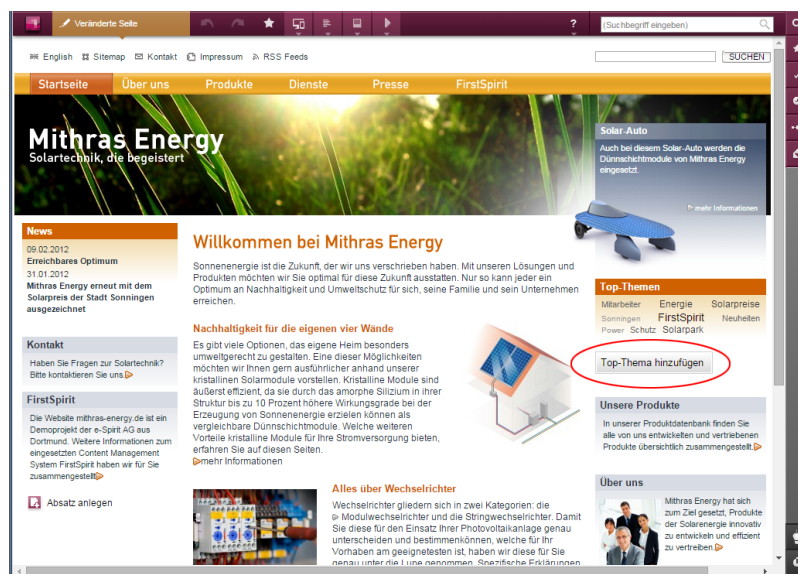 Veränderte Seite
?
(Suchbegriff eingeben)
English Sitemap Kontakt Impressum RSS Feeds
SUCHEN
Startseite Über uns Produkte Dienste Presse FirstSpirit
Mithras Energy
Solartechnik, die begeistert
Solar-Auto
Auch bei diesem Solar-Auto werden die
Dünnschichtmodule von Mithras Energy
eingesetzt.
mehr Informationen
News
09.02.2012
Erreichbares Optimum
31.01.2012
Mithras Energy erneut mit dem
Solarpreis der Stadt Sonningen
ausgezeichnet
Kontakt
Haben Sie Fragen zur Solartechnik?
Bitte kontaktieren Sie uns.
FirstSpirit
Die Website mithras-energy.de ist ein
Demoprojekt der e-Spirit AG aus
Dortmund. Weitere Informationen zum
eingesetzten Content Management
System FirstSpirit haben wir für Sie
zusammengestellt
Absatz anlegen
Willkommen bei Mithras Energy
Sonnenenergie ist die Zukunft, der wir uns verschrieben haben. Mit unseren Lösungen und
Produkten möchten wir Sie optimal für diese Zukunft ausstatten. Nur so kann jeder ein
Optimum an Nachhaltigkeit und Umweltschutz für sich, seine Familie und sein Unternehmen
erreichen.
Nachhaltigkeit für die eigenen vier Wände
Es gibt viele Optionen, das eigene Heim besonders
umweltgerecht zu gestalten. Eine dieser Möglichkeiten
möchten wir Ihnen gern ausführlicher anhand unserer
kristallinen Solarmodule vorstellen. Kristalline Module sind
äußerst effizient, da sie durch das amorphe Silizium in ihrer
Struktur bis zu 10 Prozent höhere Wirkungsgrade bei der
Erzeugung von Sonnenenergie erzielen können als
vergleichbare Dünnschichtmodule. Welche weiteren
Vorteile kristalline Module für Ihre Stromversorgung bieten,
erfahren Sie auf diesen Seiten.
mehr Informationen
Alles über Wechselrichter
Wechselrichter gliedern sich in zwei Kategorien: die
Modulwechselrichter und die Stringwechselrichter. Damit
Sie diese für den Einsatz Ihrer Photovoltaikanlage genau
unterscheiden und bestimmenkönnen, welche für Ihr
Vorhaben am geeignetesten ist, haben wir diese für Sie
genau unter die Lupe genommen. Spezifische Erklärungen
Top-Themen
Mitarbeiter Energie Solarpreise
Sonningen FirstSpirit Neuheiten
Power Schutz Solarpark
Top-Thema hinzufügen
Unsere Produkte
In unserer Produktdatenbank finden Sie
alle von uns entwickelten und vertriebenen
Produkte übersichtlich zusammengestellt.
Über uns
Mithras Energy hat sich
zum Ziel gesetzt, Produkte
der Solarenergie innovativ
zu entwickeln und effizient
zu vertreiben.